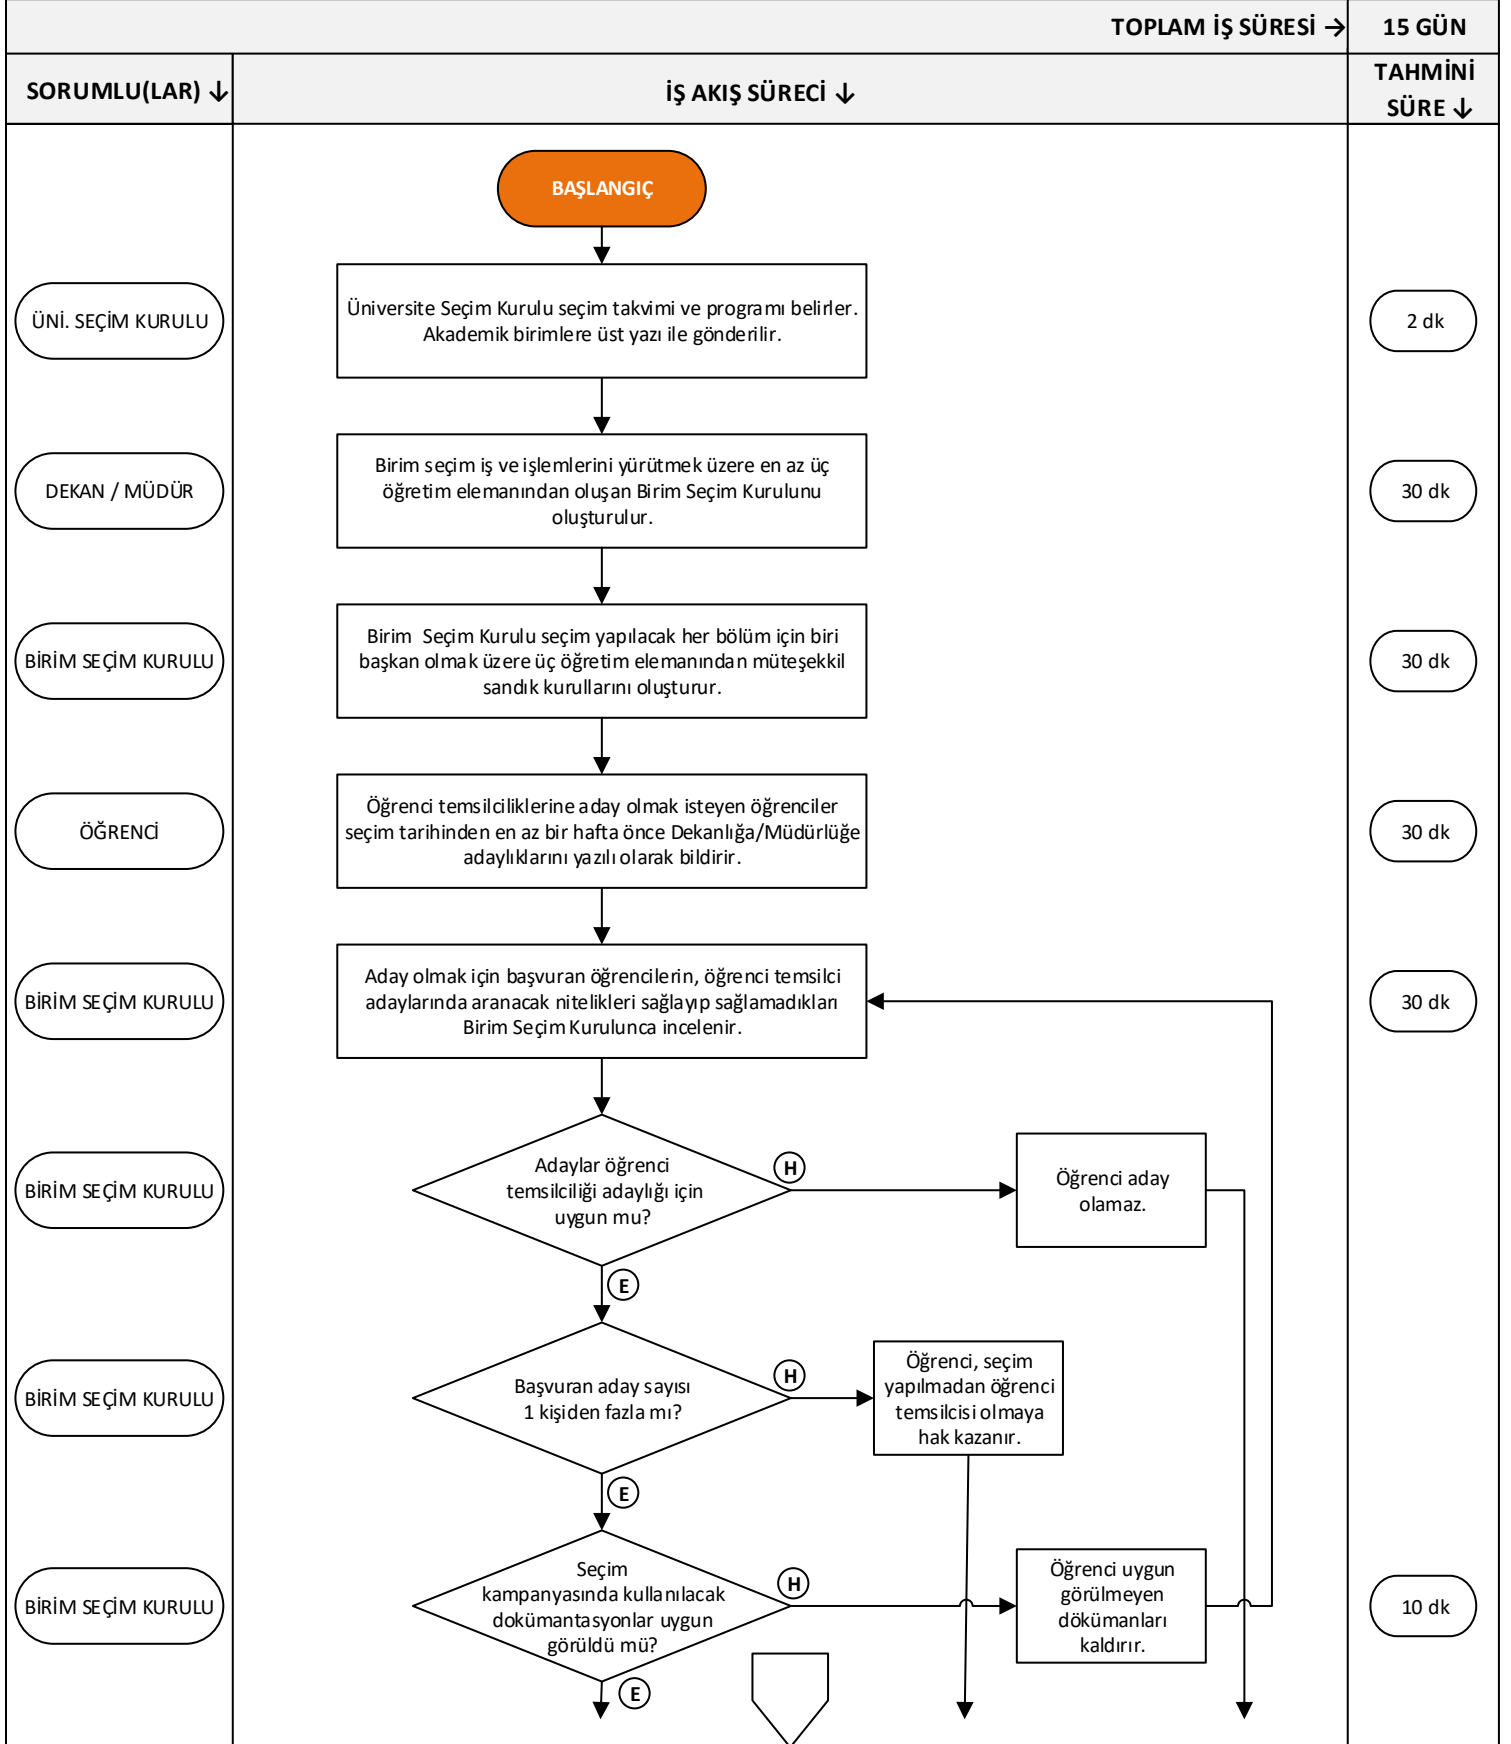 TOPLAM İŞ SÜRESİ →
15 GÜN
SORUMLU(LAR) ↓
İŞ AKIŞ SÜRECİ ↓
TAHMİNİ
SÜRE ↓
BAŞLANGIÇ
ÜNİ. SEÇİM KURULU
Üniversite Seçim Kurulu seçim takvimi ve programı belirler.
Akademik birimlere üst yazı ile gönderilir.
2 dk
DEKAN / MÜDÜR
Birim seçim iş ve işlemlerini yürütmek üzere en az üç
öğretim elemanından oluşan Birim Seçim Kurulunu
oluşturulur.
30 dk
BİRİM SEÇİM KURULU
Birim Seçim Kurulu seçim yapılacak her bölüm için biri
başkan olmak üzere üç öğretim elemanından müteşekkil
sandık kurullarını oluşturur.
30 dk
ÖĞRENCİ
Öğrenci temsilciliklerine aday olmak isteyen öğrenciler
seçim tarihinden en az bir hafta önce Dekanlığa/Müdürlüğe
adaylıklarını yazılı olarak bildirir.
30 dk
BİRİM SEÇİM KURULU
Aday olmak için başvuran öğrencilerin, öğrenci temsilci
adaylarında aranacak nitelikleri sağlayıp sağlamadıkları
Birim Seçim Kurulunca incelenir.
30 dk
BİRİM SEÇİM KURULU
Adaylar öğrenci
temsilciliği adaylığı için
uygun mu?
H
Öğrenci aday
olamaz.
E
BİRİM SEÇİM KURULU
Başvuran aday sayısı
1 kişiden fazla mı?
H
Öğrenci, seçim
yapılmadan öğrenci
temsilcisi olmaya
hak kazanır.
E
BİRİM SEÇİM KURULU
Seçim
kampanyasında kullanılacak
dokümantasyonlar uygun
görüldü mü?
H
Öğrenci uygun
görülmeyen
dökümanları
kaldırır.
10 dk
E